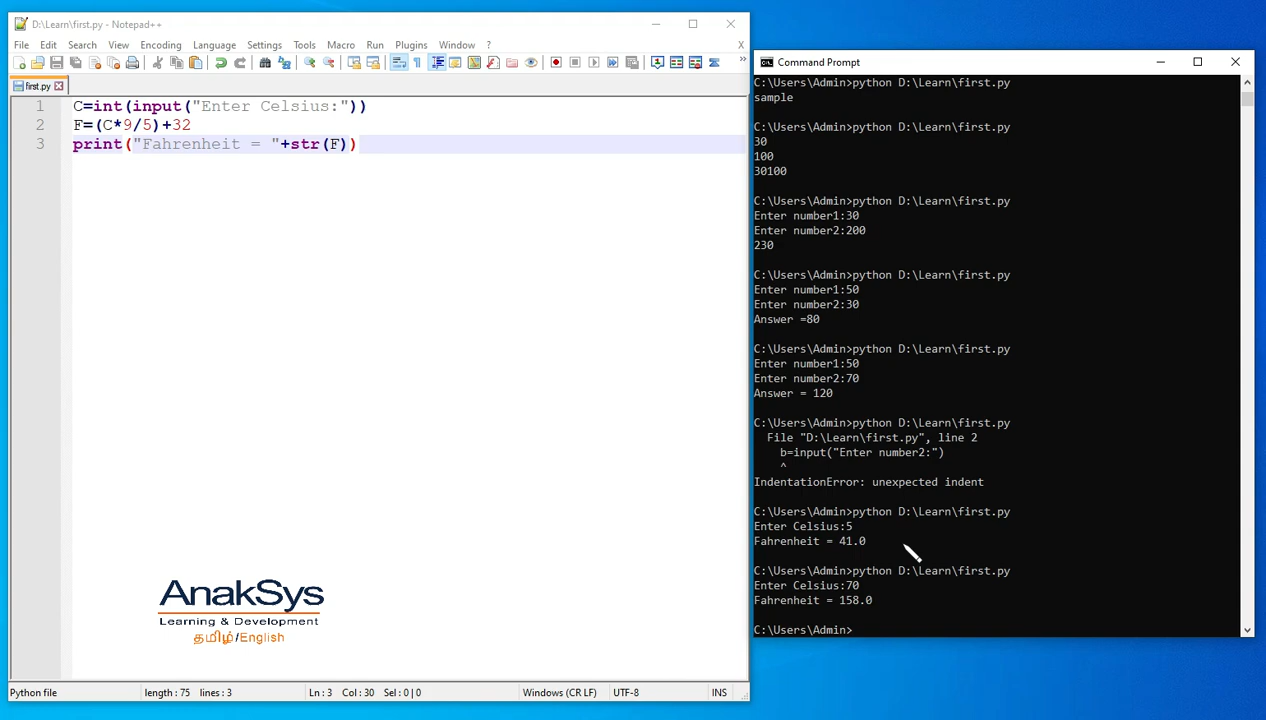 D:\Learn\first.py - Notepad++
File Edit Search View Encoding Language Settings Tools Macro Run Plugins Window ? X
first.py
1 C=int(input("Enter Celsius:"))
2 F=(C*9/5)+32
3 print("Fahrenheit = "+str(F))
AnakSys
Learning & Development
தமிழ்/English
Python file length : 75 lines : 3 Ln : 3 Col : 30 Sel : 0 | 0 Windows (CR LF) UTF-8 INS
Command Prompt
C:\Users\Admin>python D:\Learn\first.py
sample
C:\Users\Admin>python D:\Learn\first.py
30
100
30100
C:\Users\Admin>python D:\Learn\first.py
Enter number1:30
Enter number2:200
230
C:\Users\Admin>python D:\Learn\first.py
Enter number1:50
Enter number2:30
Answer =80
C:\Users\Admin>python D:\Learn\first.py
Enter number1:50
Enter number2:70
Answer = 120
C:\Users\Admin>python D:\Learn\first.py
File "D:\Learn\first.py", line 2
b=input("Enter number2:")
^
IndentationError: unexpected indent
C:\Users\Admin>python D:\Learn\first.py
Enter Celsius:5
Fahrenheit = 41.0
C:\Users\Admin>python D:\Learn\first.py
Enter Celsius:70
Fahrenheit = 158.0
C:\Users\Admin>